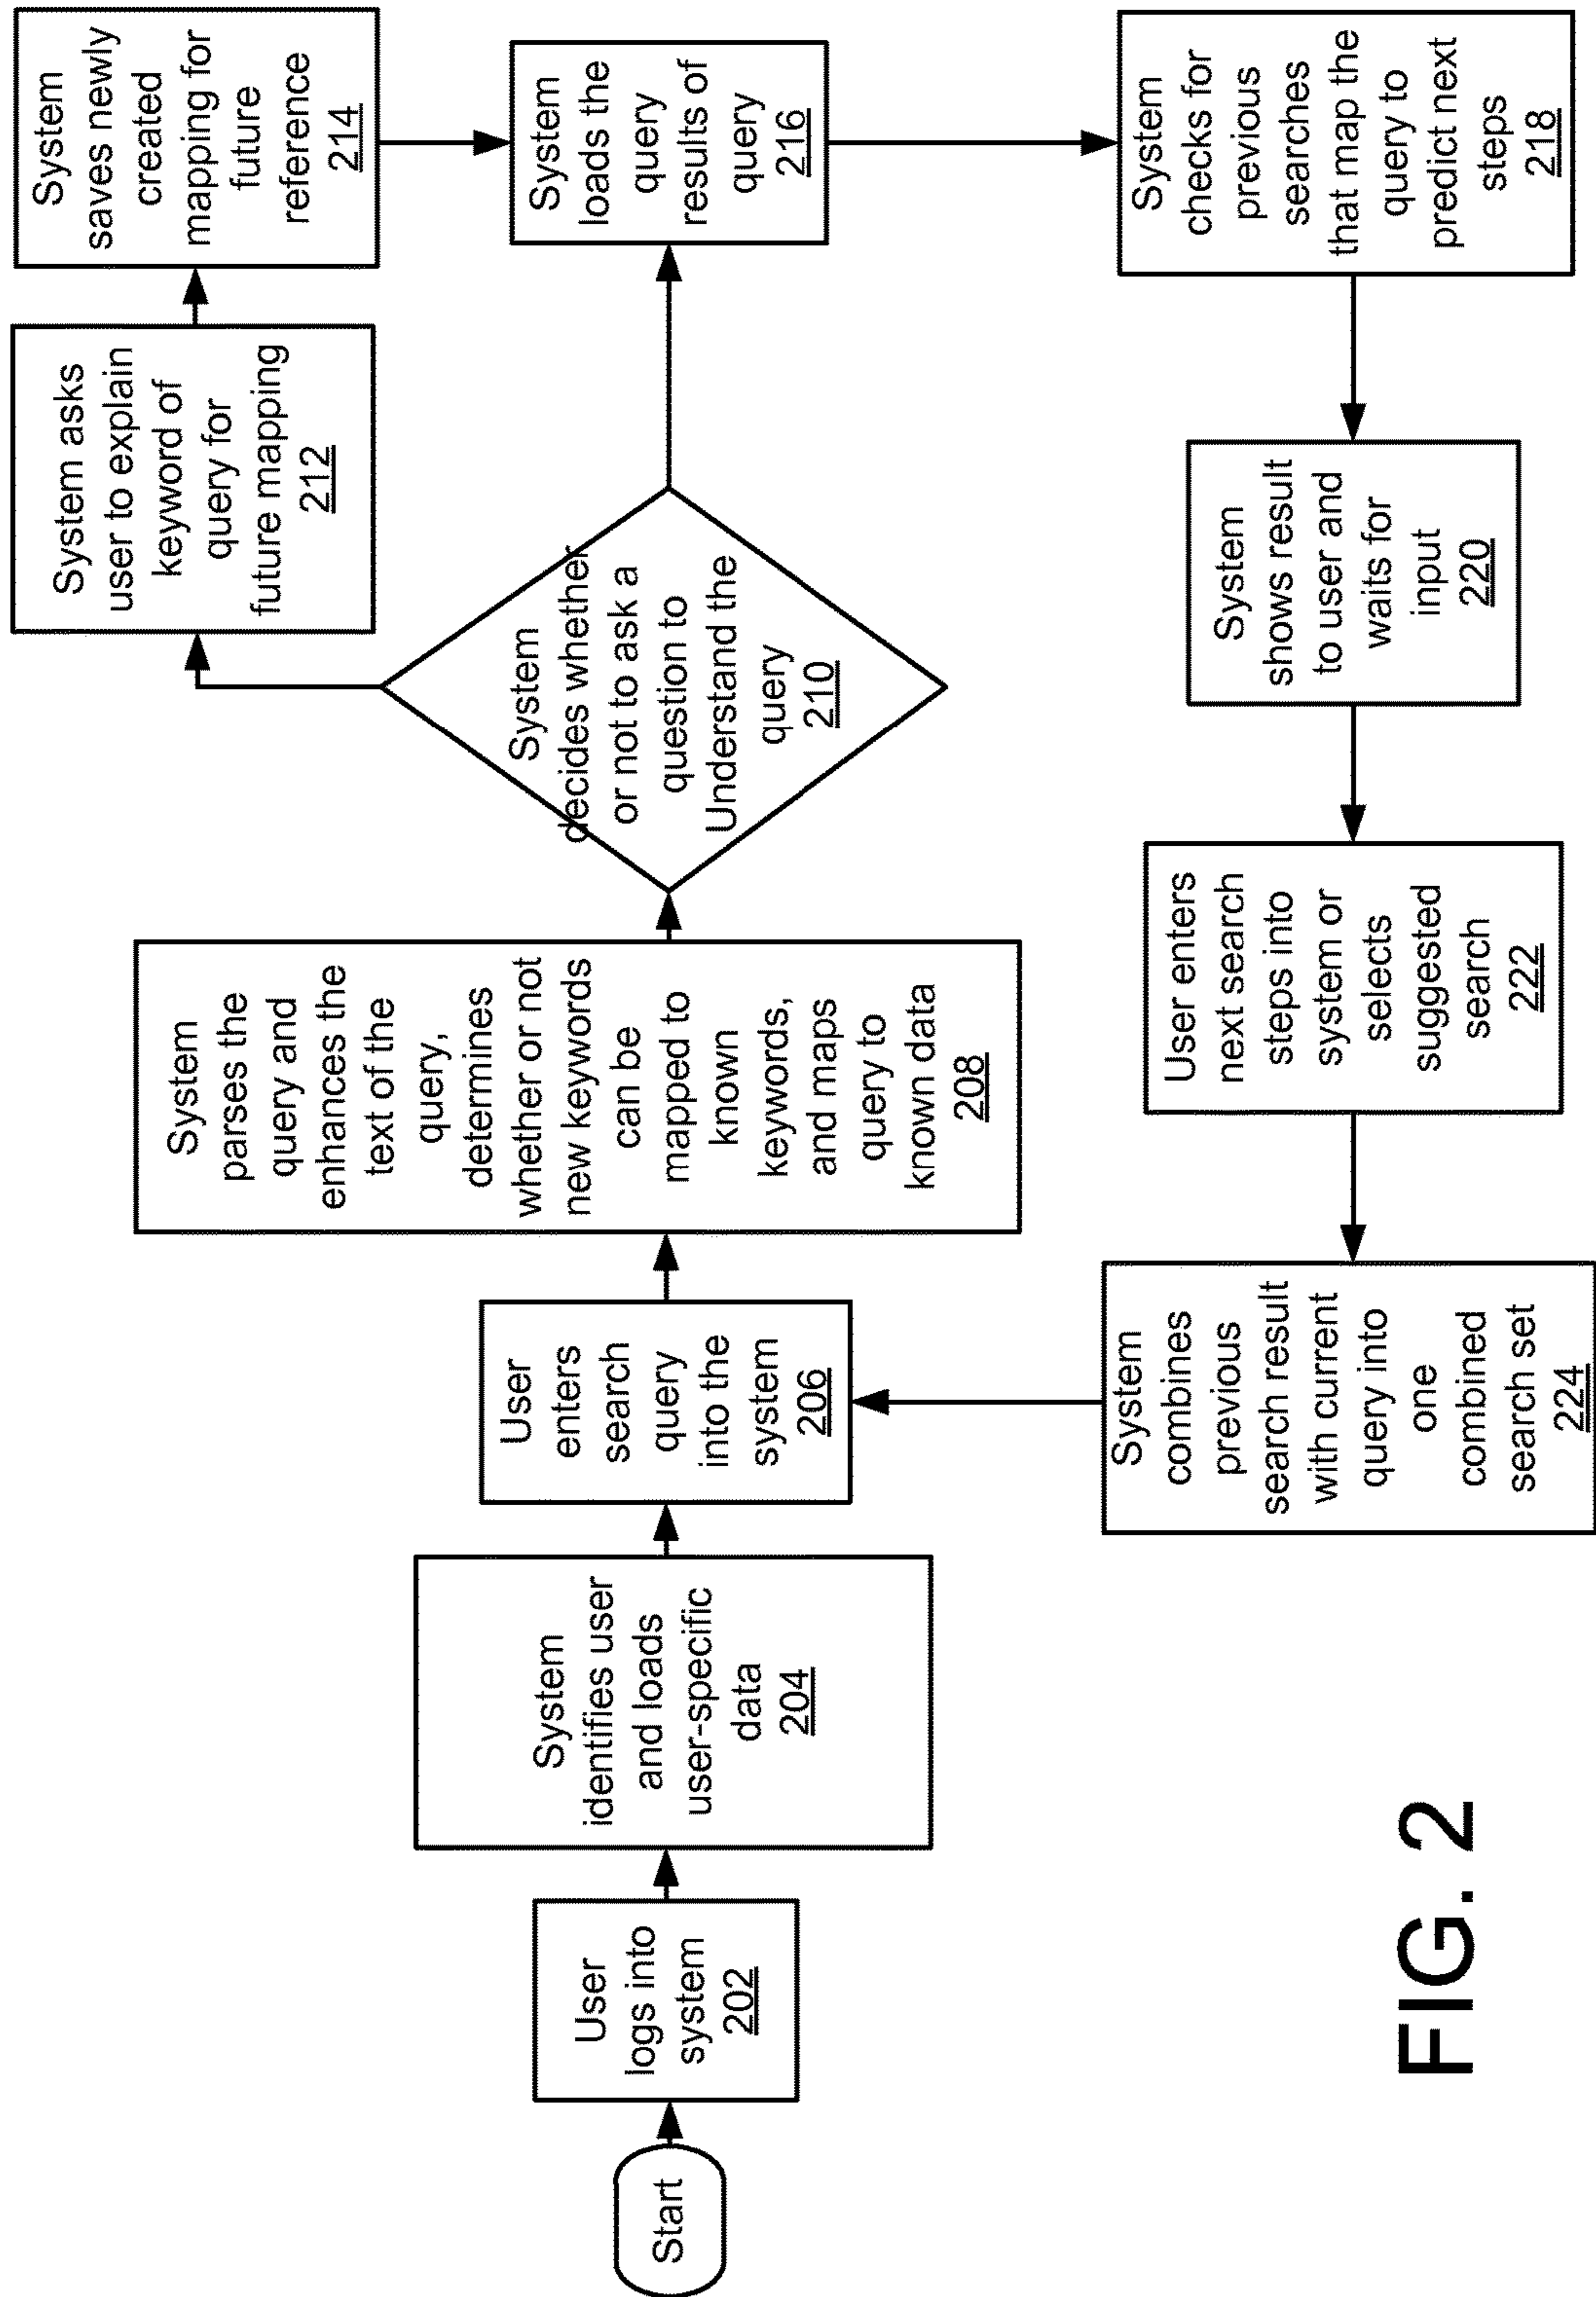 Start
User
logs into
system
202
System
identifies user
and loads
user-specific
data
204
User
enters
search
query
into the
system
206
System
parses the
query and
enhances the
text of the
query,
determines
whether or not
new keywords
can be
mapped to
known
keywords,
and maps
query to
known data
208
System
decides whether
or not to ask a
question to
Understand the
query
210
System asks
user to explain
keyword of
query for
future mapping
212
System
saves newly
created
mapping for
future
reference
214
System
loads the
query
results of
query
216
System
checks for
previous
searches
that map the
query to
predict next
steps
218
System
shows result
to user and
waits for
input
220
User enters
next search
steps into
system or
selects
suggested
search
222
System
combines
previous
search result
with current
query into
one
combined
search set
224
FIG. 2